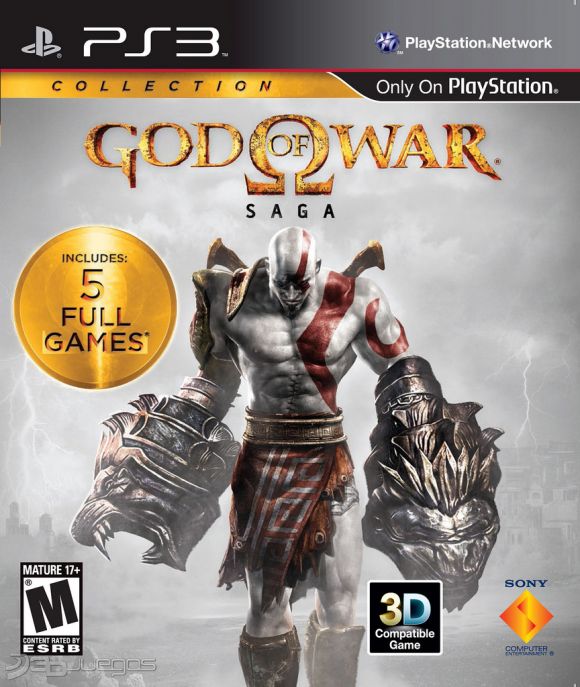 PS3™
PlayStation®Network
COLLECTION
Only On PlayStation®
GOD OF WAR®
SAGA
INCLUDES:
5
FULL
GAMES*
MATURE 17+
M®
CONTENT RATED BY
ESRB
3D
Compatible
Game
SONY
COMPUTER
ENTERTAINMENT®
3DJuegos